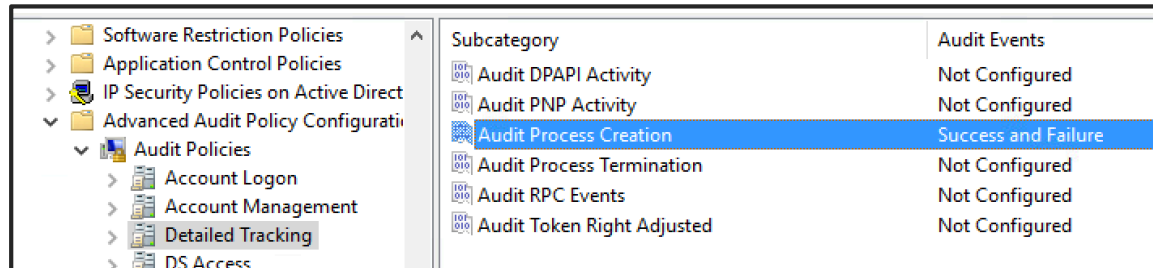 Software Restriction Policies
Application Control Policies
IP Security Policies on Active Direct
Advanced Audit Policy Configurati
Audit Policies
Account Logon
Account Management
Detailed Tracking
DS Access
Subcategory Audit Events
Audit DPAPI Activity Not Configured
Audit PNP Activity Not Configured
Audit Process Creation Success and Failure
Audit Process Termination Not Configured
Audit RPC Events Not Configured
Audit Token Right Adjusted Not Configured